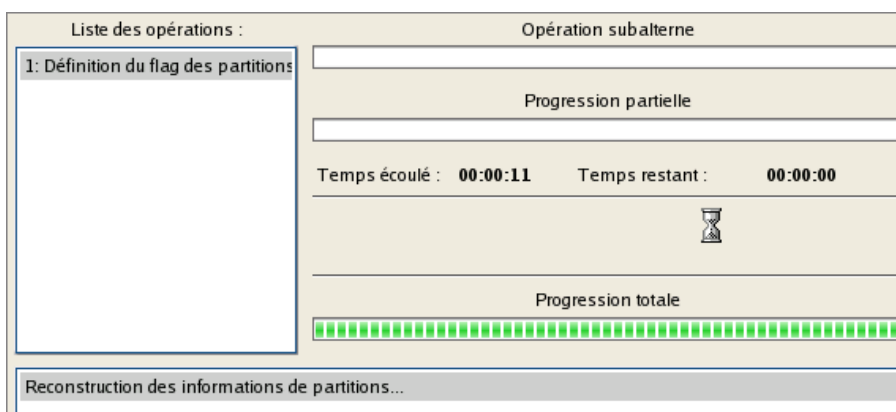 Liste des opérations :
1: Définition du flag des partitions
Opération subalterne
Progression partielle
Temps écoulé : 00:00:11 Temps restant : 00:00:00
Progression totale
Reconstruction des informations de partitions...